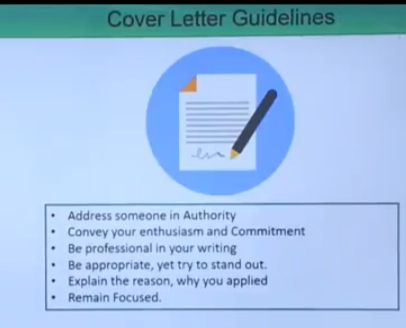 Cover Letter Guidelines
• Address someone in Authority
• Convey your enthusiasm and Commitment
• Be professional in your writing
• Be appropriate, yet try to stand out.
• Explain the reason, why you applied
• Remain Focused.